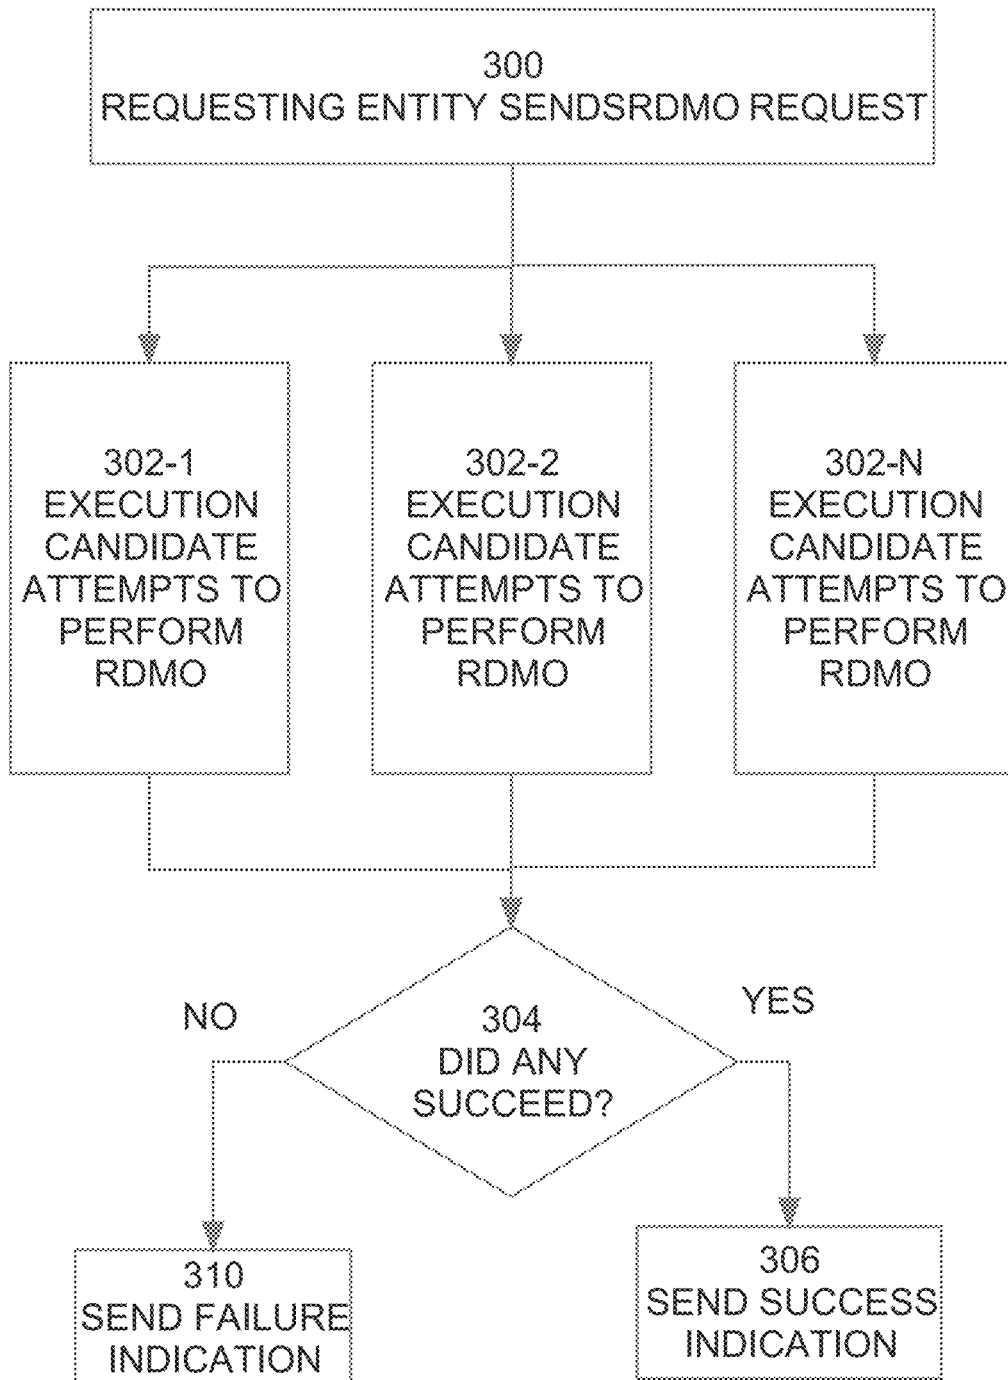 300
REQUESTING ENTITY SENDSRDMO REQUEST
302-1
EXECUTION
CANDIDATE
ATTEMPTS TO
PERFORM
RDMO
302-2
EXECUTION
CANDIDATE
ATTEMPTS TO
PERFORM
RDMO
302-N
EXECUTION
CANDIDATE
ATTEMPTS TO
PERFORM
RDMO
NO
304
DID ANY
SUCCEED?
YES
310
SEND FAILURE
INDICATION
306
SEND SUCCESS
INDICATION